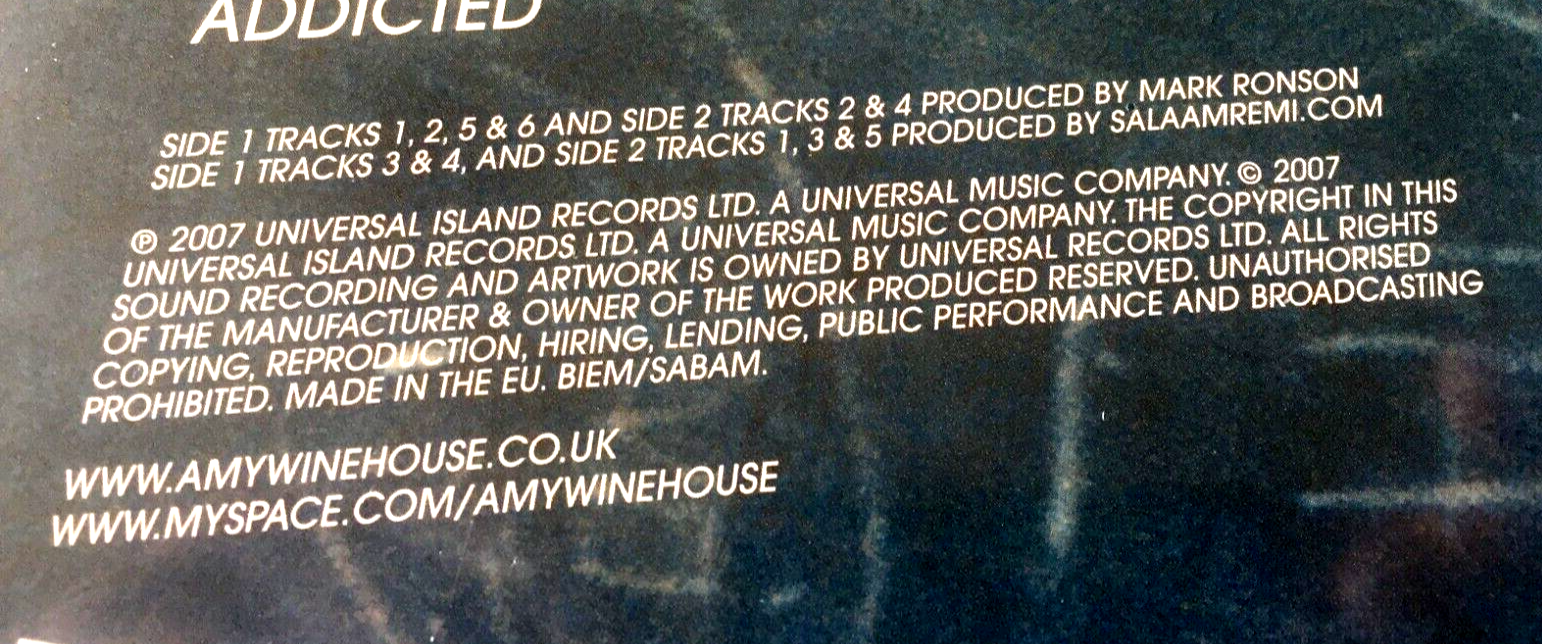 ADDICTED
SIDE 1 TRACKS 1, 2, 5 & 6 AND SIDE 2 TRACKS 2 & 4 PRODUCED BY MARK RONSON
SIDE 1 TRACKS 3 & 4, AND SIDE 2 TRACKS 1, 3 & 5 PRODUCED BY SALAAMREMI.COM
℗ 2007 UNIVERSAL ISLAND RECORDS LTD. A UNIVERSAL MUSIC COMPANY. © 2007
UNIVERSAL ISLAND RECORDS LTD. A UNIVERSAL MUSIC COMPANY. THE COPYRIGHT IN THIS
SOUND RECORDING AND ARTWORK IS OWNED BY UNIVERSAL RECORDS LTD. ALL RIGHTS
OF THE MANUFACTURER & OWNER OF THE WORK PRODUCED RESERVED. UNAUTHORISED
COPYING, REPRODUCTION, HIRING, LENDING, PUBLIC PERFORMANCE AND BROADCASTING
PROHIBITED. MADE IN THE EU. BIEM/SABAM.
WWW.AMYWINEHOUSE.CO.UK
WWW.MYSPACE.COM/AMYWINEHOUSE